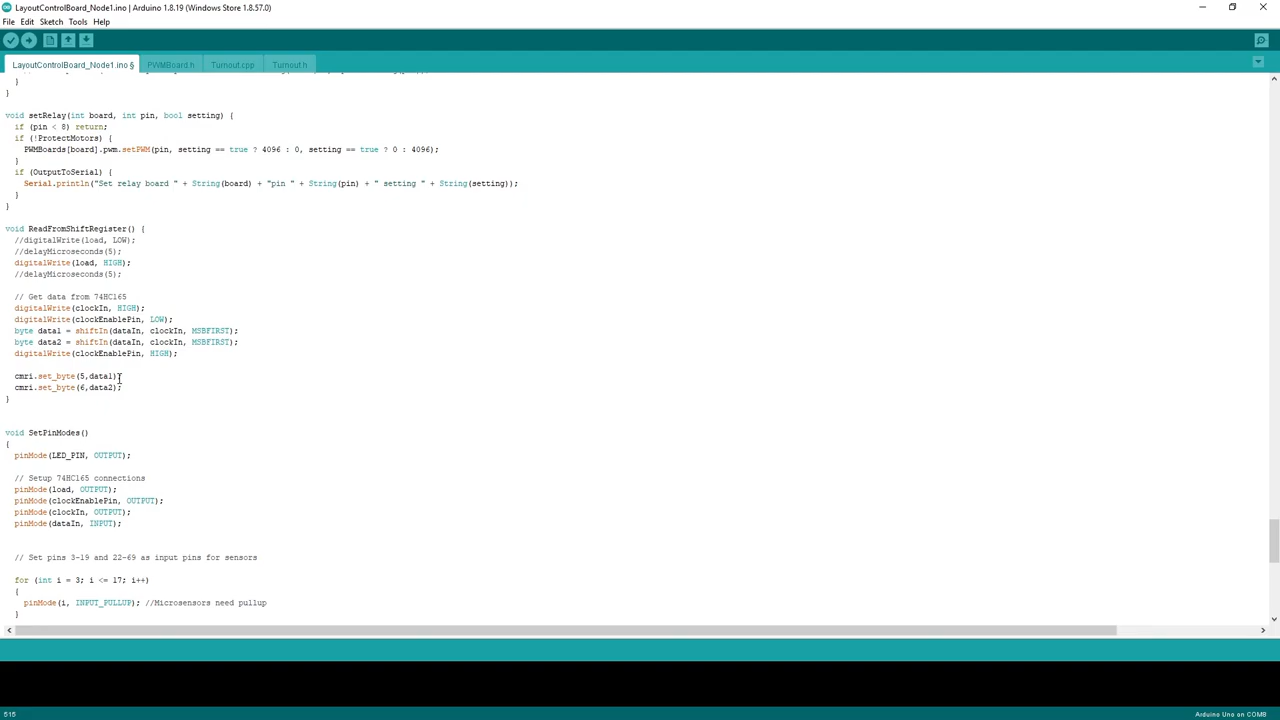 LayoutControlBoard_Node1.ino | Arduino 1.8.19 (Windows Store 1.8.57.0)
File Edit Sketch Tools Help
LayoutControlBoard_Node1.ino § PWMBoard.h Turnout.cpp Turnout.h
}
}
void setRelay(int board, int pin, bool setting) {
if (pin < 8) return;
if (!ProtectMotors) {
PWMBoards[board].pwm.setPWM(pin, setting == true ? 4096 : 0, setting == true ? 0 : 4096);
}
if (OutputToSerial) {
Serial.println("Set relay board " + String(board) + "pin " + String(pin) + " setting " + String(setting));
}
}
void ReadFromShiftRegister() {
//digitalWrite(load, LOW);
//delayMicroseconds(5);
digitalWrite(load, HIGH);
//delayMicroseconds(5);
// Get data from 74HC165
digitalWrite(clockIn, HIGH);
digitalWrite(clockEnablePin, LOW);
byte data1 = shiftIn(dataIn, clockIn, MSBFIRST);
byte data2 = shiftIn(dataIn, clockIn, MSBFIRST);
digitalWrite(clockEnablePin, HIGH);
cmri.set_byte(5,data1);
cmri.set_byte(6,data2);
}
void SetPinModes()
{
pinMode(LED_PIN, OUTPUT);
// Setup 74HC165 connections
pinMode(load, OUTPUT);
pinMode(clockEnablePin, OUTPUT);
pinMode(clockIn, OUTPUT);
pinMode(dataIn, INPUT);
// Set pins 3-19 and 22-69 as input pins for sensors
for (int i = 3; i <= 17; i++)
{
pinMode(i, INPUT_PULLUP); //Microsensors need pullup
}
515 Arduino Uno on COM8